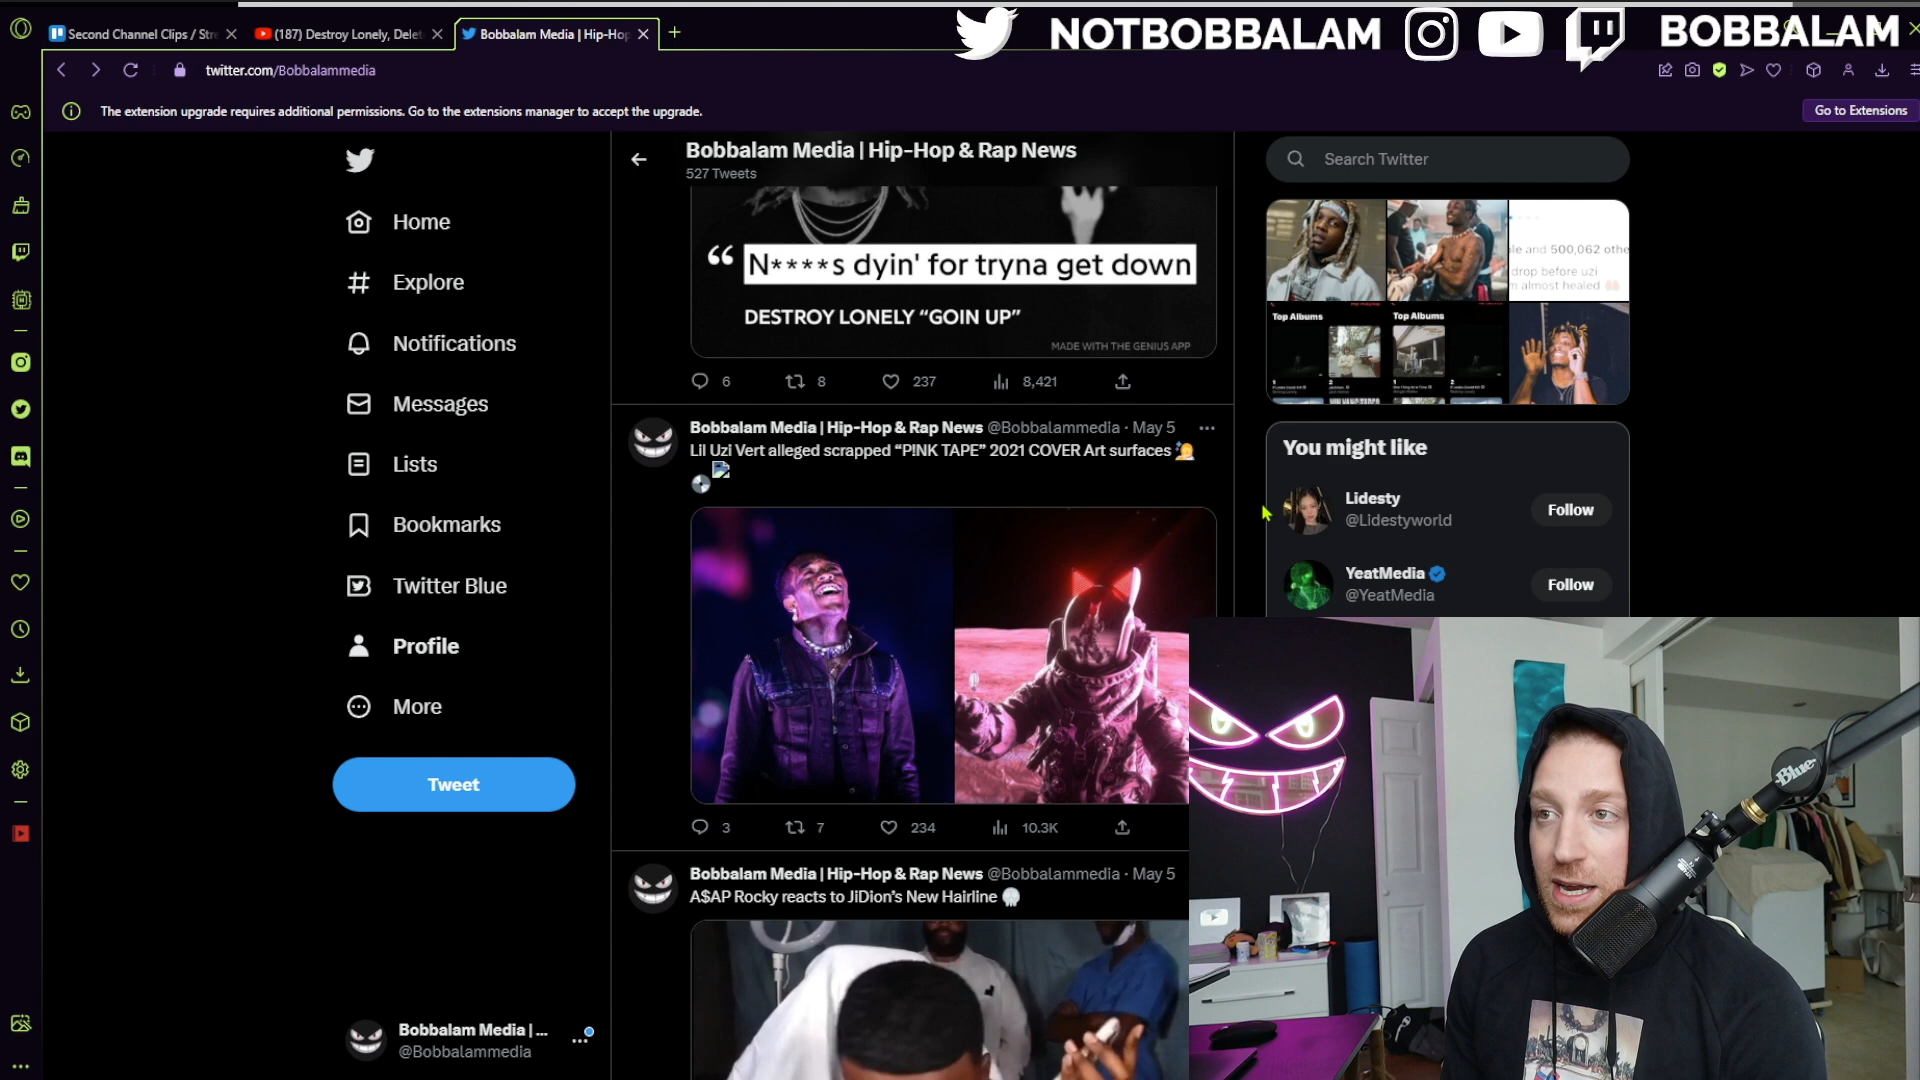 NOTBOBBALAM
BOBBALAM
Second Channel Clips / Stre
(187) Destroy Lonely, Delet
Bobbalam Media | Hip-Hop
twitter.com/Bobbalammedia
The extension upgrade requires additional permissions. Go to the extensions manager to accept the upgrade.
Go to Extensions
Home
Explore
Notifications
Messages
Lists
Bookmarks
Twitter Blue
Profile
More
Tweet
Bobbalam Media | ...
@Bobbalammedia
Bobbalam Media | Hip-Hop & Rap News
527 Tweets
“ N****s dyin' for tryna get down
DESTROY LONELY “GOIN UP”
MADE WITH THE GENIUS APP
6 8 237 8,421
Bobbalam Media | Hip-Hop & Rap News @Bobbalammedia · May 5
Lil Uzi Vert alleged scrapped “P!NK TAPE” 2021 COVER Art surfaces
3 7 234 10.3K
Bobbalam Media | Hip-Hop & Rap News @Bobbalammedia · May 5
A$AP Rocky reacts to JiDion’s New Hairline
Search Twitter
le and 500,062 othe
drop before uzi
m almost healed
Top Albums
Top Albums
You might like
Lidesty
@Lidestyworld
Follow
YeatMedia
@YeatMedia
Follow
Blue